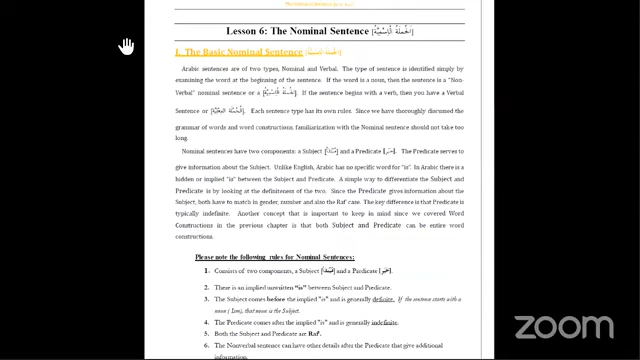 Lesson 6: The Nominal Sentence [الْجُمْلَةُ الْإِسْمِيَّةُ]
I. The Basic Nominal Sentence [الْجُمْلَةُ الْإِسْمِيَّةُ]
Arabic sentences are of two types, Nominal and Verbal. The type of sentence is identified simply by
examining the word at the beginning of the sentence. If the word is a noun, then the sentence is a "Non-
Verbal" nominal sentence or a [الْجُمْلَةُ الْإِسْمِيَّةُ]. If the sentence begins with a verb, then you have a Verbal
Sentence or [الْجُمْلَةُ الْفِعْلِيَّةُ]. Each sentence type has its own rules. Since we have thoroughly discussed the
grammar of words and word constructions, familiarization with the Nominal sentence should not take too
long.
Nominal sentences have two components: a Subject [مُبْتَدَأٌ] and a Predicate [خَبَرٌ]. The Predicate serves to
give information about the Subject. Unlike English, Arabic has no specific word for "is". In Arabic there is a
hidden or implied "is" between the Subject and Predicate. A simple way to differentiate the Subject and
Predicate is by looking at the definiteness of the two. Since the Predicate gives information about the
Subject, both have to match in gender, number and also the Raf' case. The key difference is that Predicate is
typically indefinite. Another concept that is important to keep in mind since we covered Word
Constructions in the previous chapter is that both Subject and Predicate can be entire word
constructions.
Please note the following rules for Nominal Sentences:
1. Consists of two components, a Subject [مُبْتَدَأٌ] and a Predicate [خَبَرٌ].
2. There is an implied unwritten "is" between Subject and Predicate.
3. The Subject comes before the implied "is" and is generally definite. If the sentence starts with a
noun ( Ism), that noun is the Subject.
4. The Predicate comes after the implied "is" and is generally indefinite.
5. Both the Subject and Predicate are Raf'.
6. The Nonverbal sentence can have other details after the Predicate that give additional
information.
zoom